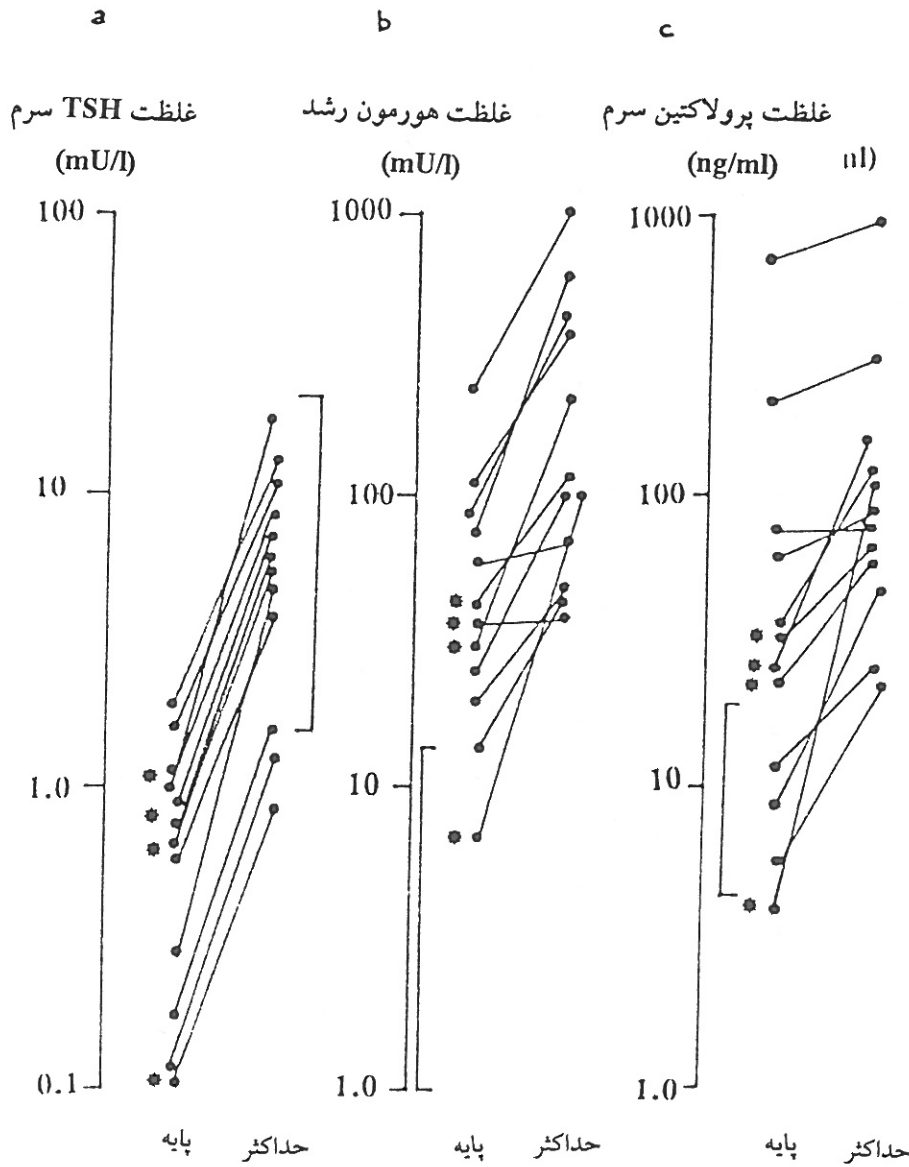 a b c
غلظت TSH سرم
(mU/l)
غلظت هورمون رشد
(mU/l)
غلظت پرولاکتین سرم
(ng/ml) nl)
100
10
1.0
0.1
1000
100
10
1.0
1000
100
10
1.0
پایه حداکثر
پایه حداکثر
پایه حداکثر